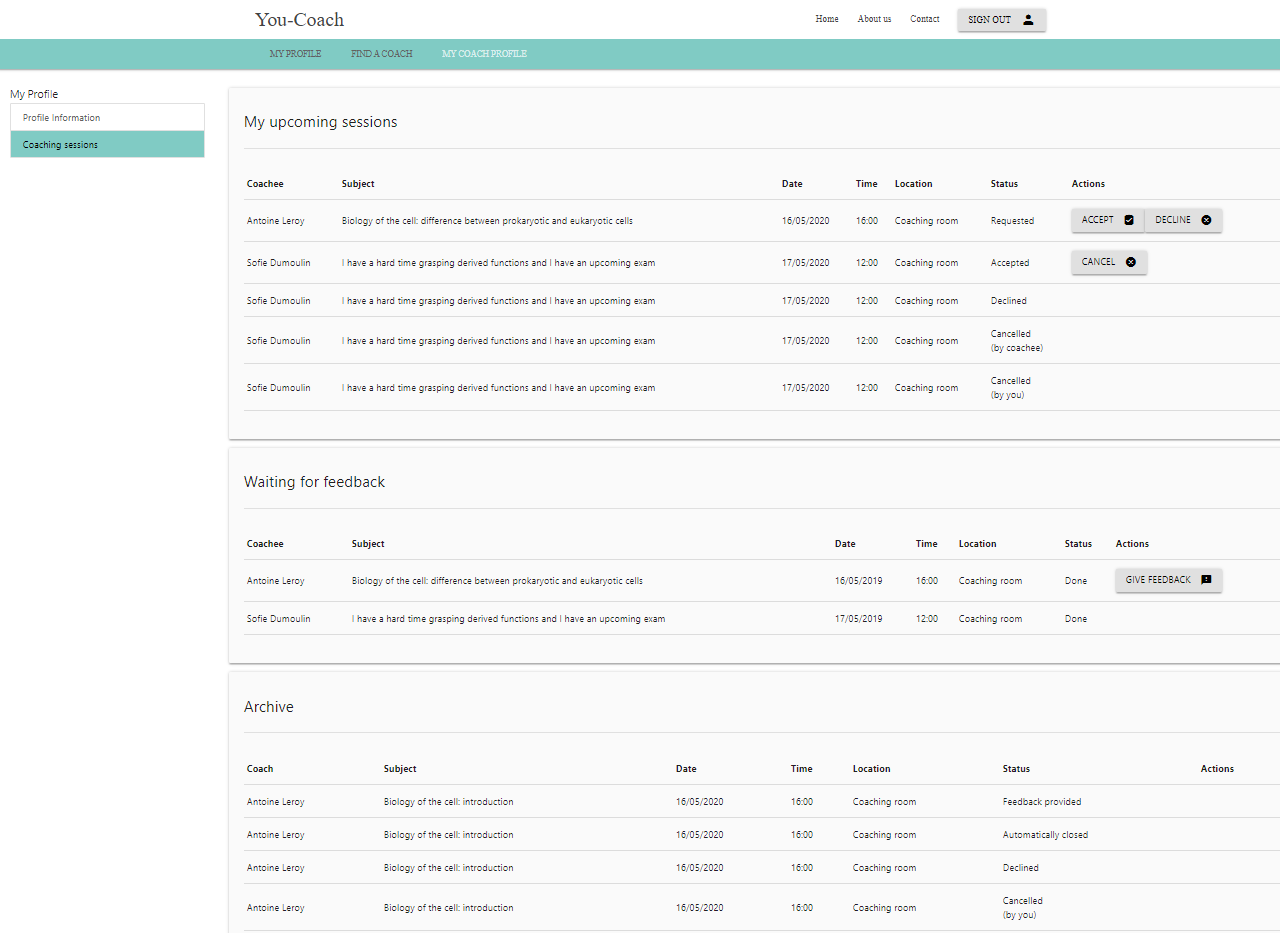 You-Coach
Home About us Contact SIGN OUT
MY PROFILE FIND A COACH MY COACH PROFILE
My Profile
Profile Information
Coaching sessions
My upcoming sessions
Coachee Subject Date Time Location Status Actions
Antoine Leroy Biology of the cell: difference between prokaryotic and eukaryotic cells 16/05/2020 16:00 Coaching room Requested ACCEPT DECLINE
Sofie Dumoulin I have a hard time grasping derived functions and I have an upcoming exam 17/05/2020 12:00 Coaching room Accepted CANCEL
Sofie Dumoulin I have a hard time grasping derived functions and I have an upcoming exam 17/05/2020 12:00 Coaching room Declined
Sofie Dumoulin I have a hard time grasping derived functions and I have an upcoming exam 17/05/2020 12:00 Coaching room Cancelled
(by coachee)
Sofie Dumoulin I have a hard time grasping derived functions and I have an upcoming exam 17/05/2020 12:00 Coaching room Cancelled
(by you)
Waiting for feedback
Coachee Subject Date Time Location Status Actions
Antoine Leroy Biology of the cell: difference between prokaryotic and eukaryotic cells 16/05/2019 16:00 Coaching room Done GIVE FEEDBACK
Sofie Dumoulin I have a hard time grasping derived functions and I have an upcoming exam 17/05/2019 12:00 Coaching room Done
Archive
Coach Subject Date Time Location Status Actions
Antoine Leroy Biology of the cell: introduction 16/05/2020 16:00 Coaching room Feedback provided
Antoine Leroy Biology of the cell: introduction 16/05/2020 16:00 Coaching room Automatically closed
Antoine Leroy Biology of the cell: introduction 16/05/2020 16:00 Coaching room Declined
Antoine Leroy Biology of the cell: introduction 16/05/2020 16:00 Coaching room Cancelled
(by you)